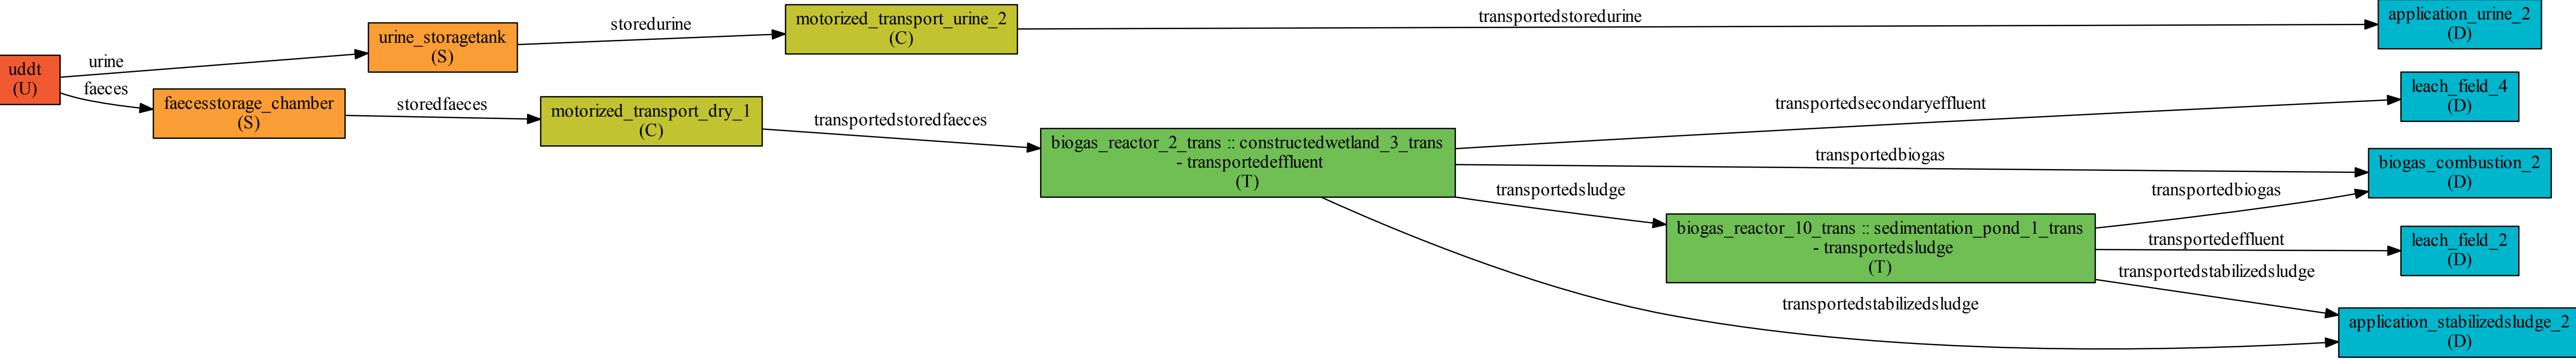 uddt
(U)
urine
faeces
urine_storagetank
(S)
faecesstorage_chamber
(S)
storedurine
storedfaeces
motorized_transport_urine_2
(C)
motorized_transport_dry_1
(C)
transportedstoredurine
transportedstoredfaeces
biogas_reactor_2_trans :: constructedwetland_3_trans
- transportedeffluent
(T)
transportedsecondaryeffluent
transportedbiogas
transportedsludge
transportedstabilizedsludge
biogas_reactor_10_trans :: sedimentation_pond_1_trans
- transportedsludge
(T)
transportedbiogas
transportedeffluent
transportedstabilizedsludge
application_urine_2
(D)
leach_field_4
(D)
biogas_combustion_2
(D)
leach_field_2
(D)
application_stabilizedsludge_2
(D)